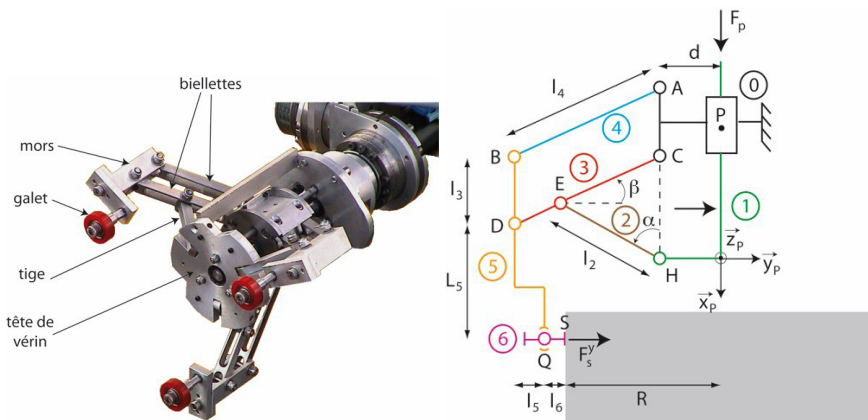 biellettes
mors
galet
tige
tête de
vérin
F_p
d
0
P
l_4
A
4
B
3
C
l_3
E
β
D
2
α
1
l_2
z_P
H
y_P
5
x_P
L_5
6
S
F_s^y
Q
l_5
l_6
R